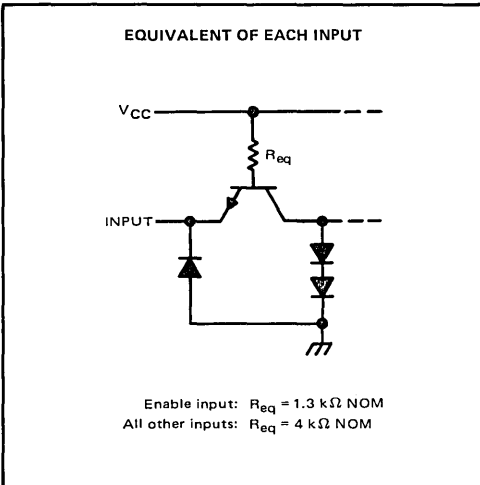 EQUIVALENT OF EACH INPUT
VCC
Req
INPUT
Enable input: Req = 1.3 kΩ NOM
All other inputs: Req = 4 kΩ NOM